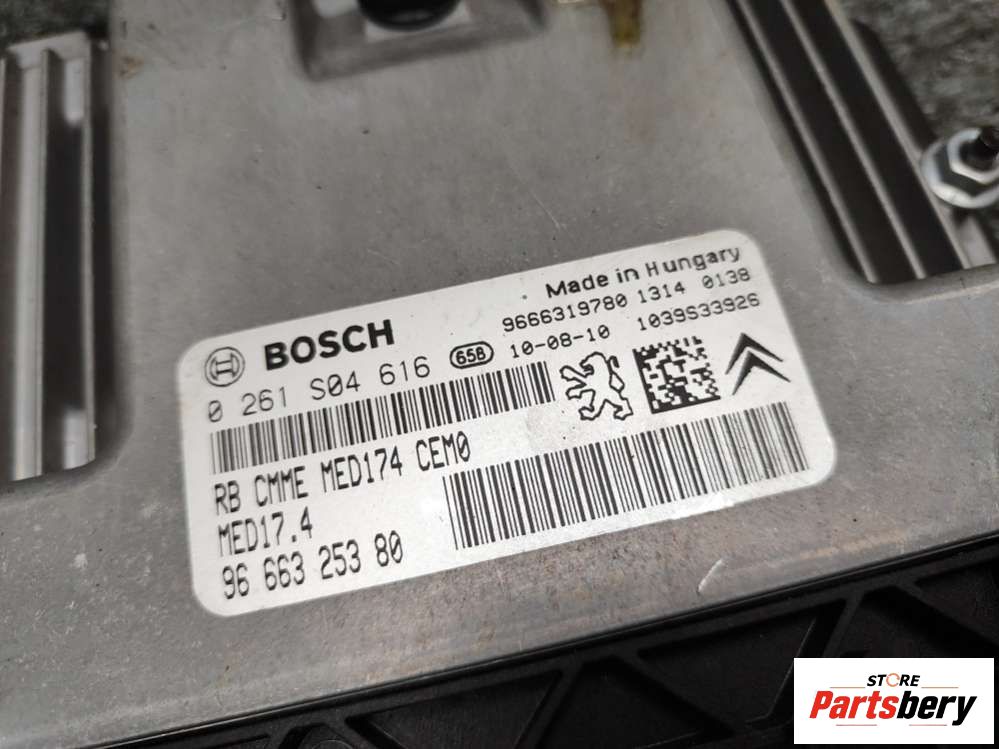 Made in Hungary
BOSCH
9666319780 1314 0138
0 261 S04 616
65B
10-08-10
1039S33926
RB CMME MED174 CEM0
MED17.4
96 663 253 80
STORE
Partsbery